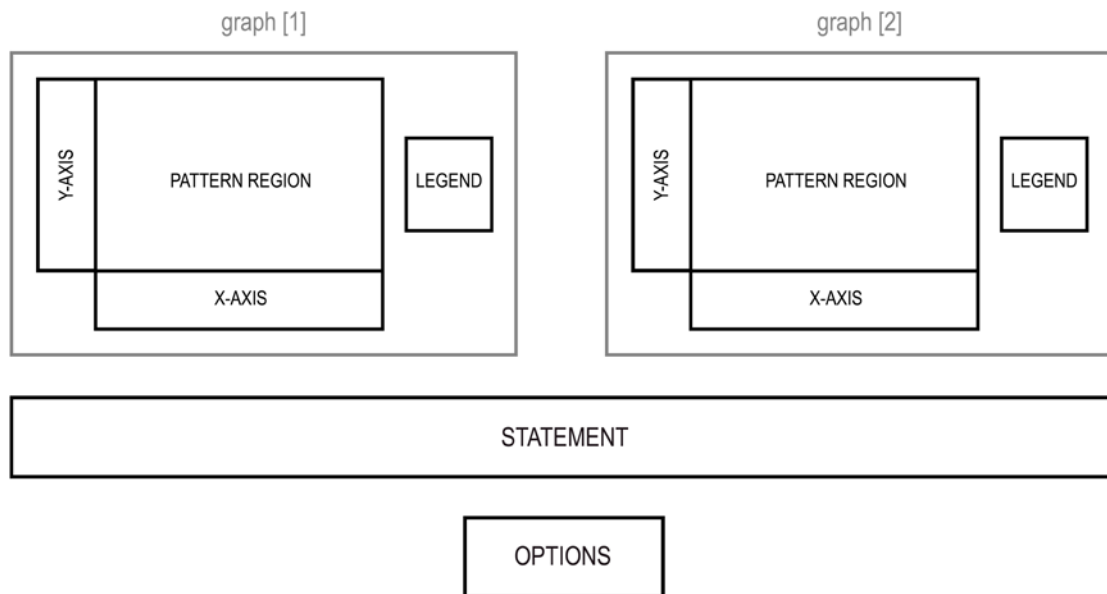 graph [1]
graph [2]
Y-AXIS
PATTERN REGION
LEGEND
X-AXIS
Y-AXIS
PATTERN REGION
LEGEND
X-AXIS
STATEMENT
OPTIONS